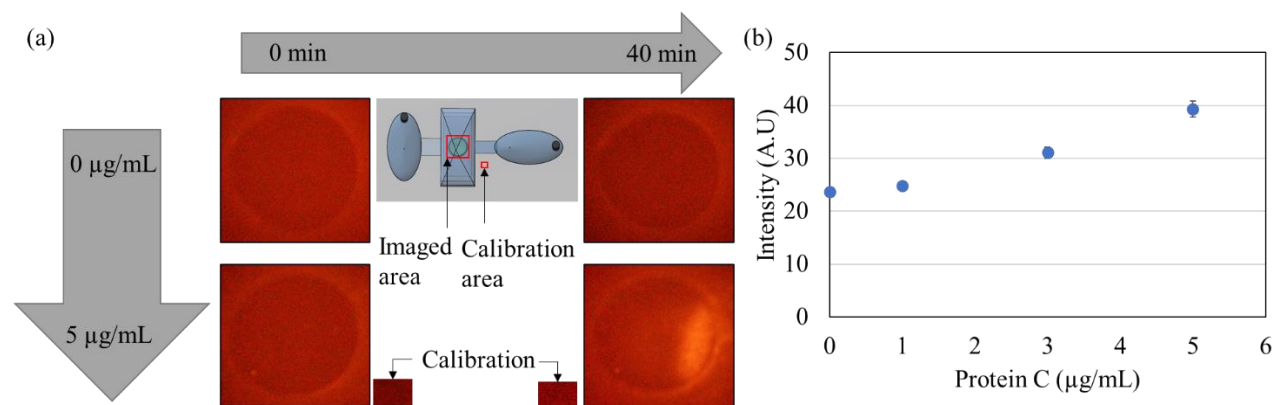 (a)
0 min
40 min
0 µg/mL
5 µg/mL
Imaged
area
Calibration
area
Calibration
(b)
Intensity (A.U)
50
40
30
20
10
0
0
1
2
3
4
5
6
Protein C (µg/mL)